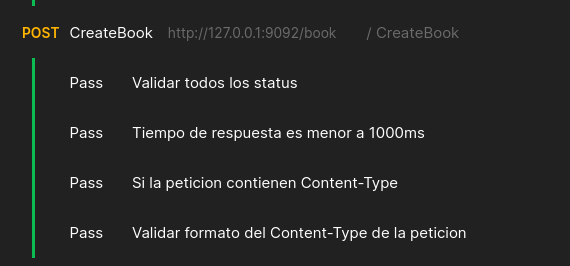 POST CreateBook http://127.0.0.1:9092/book / CreateBook
Pass Validar todos los status
Pass Tiempo de respuesta es menor a 1000ms
Pass Si la peticion contienen Content-Type
Pass Validar formato del Content-Type de la peticion